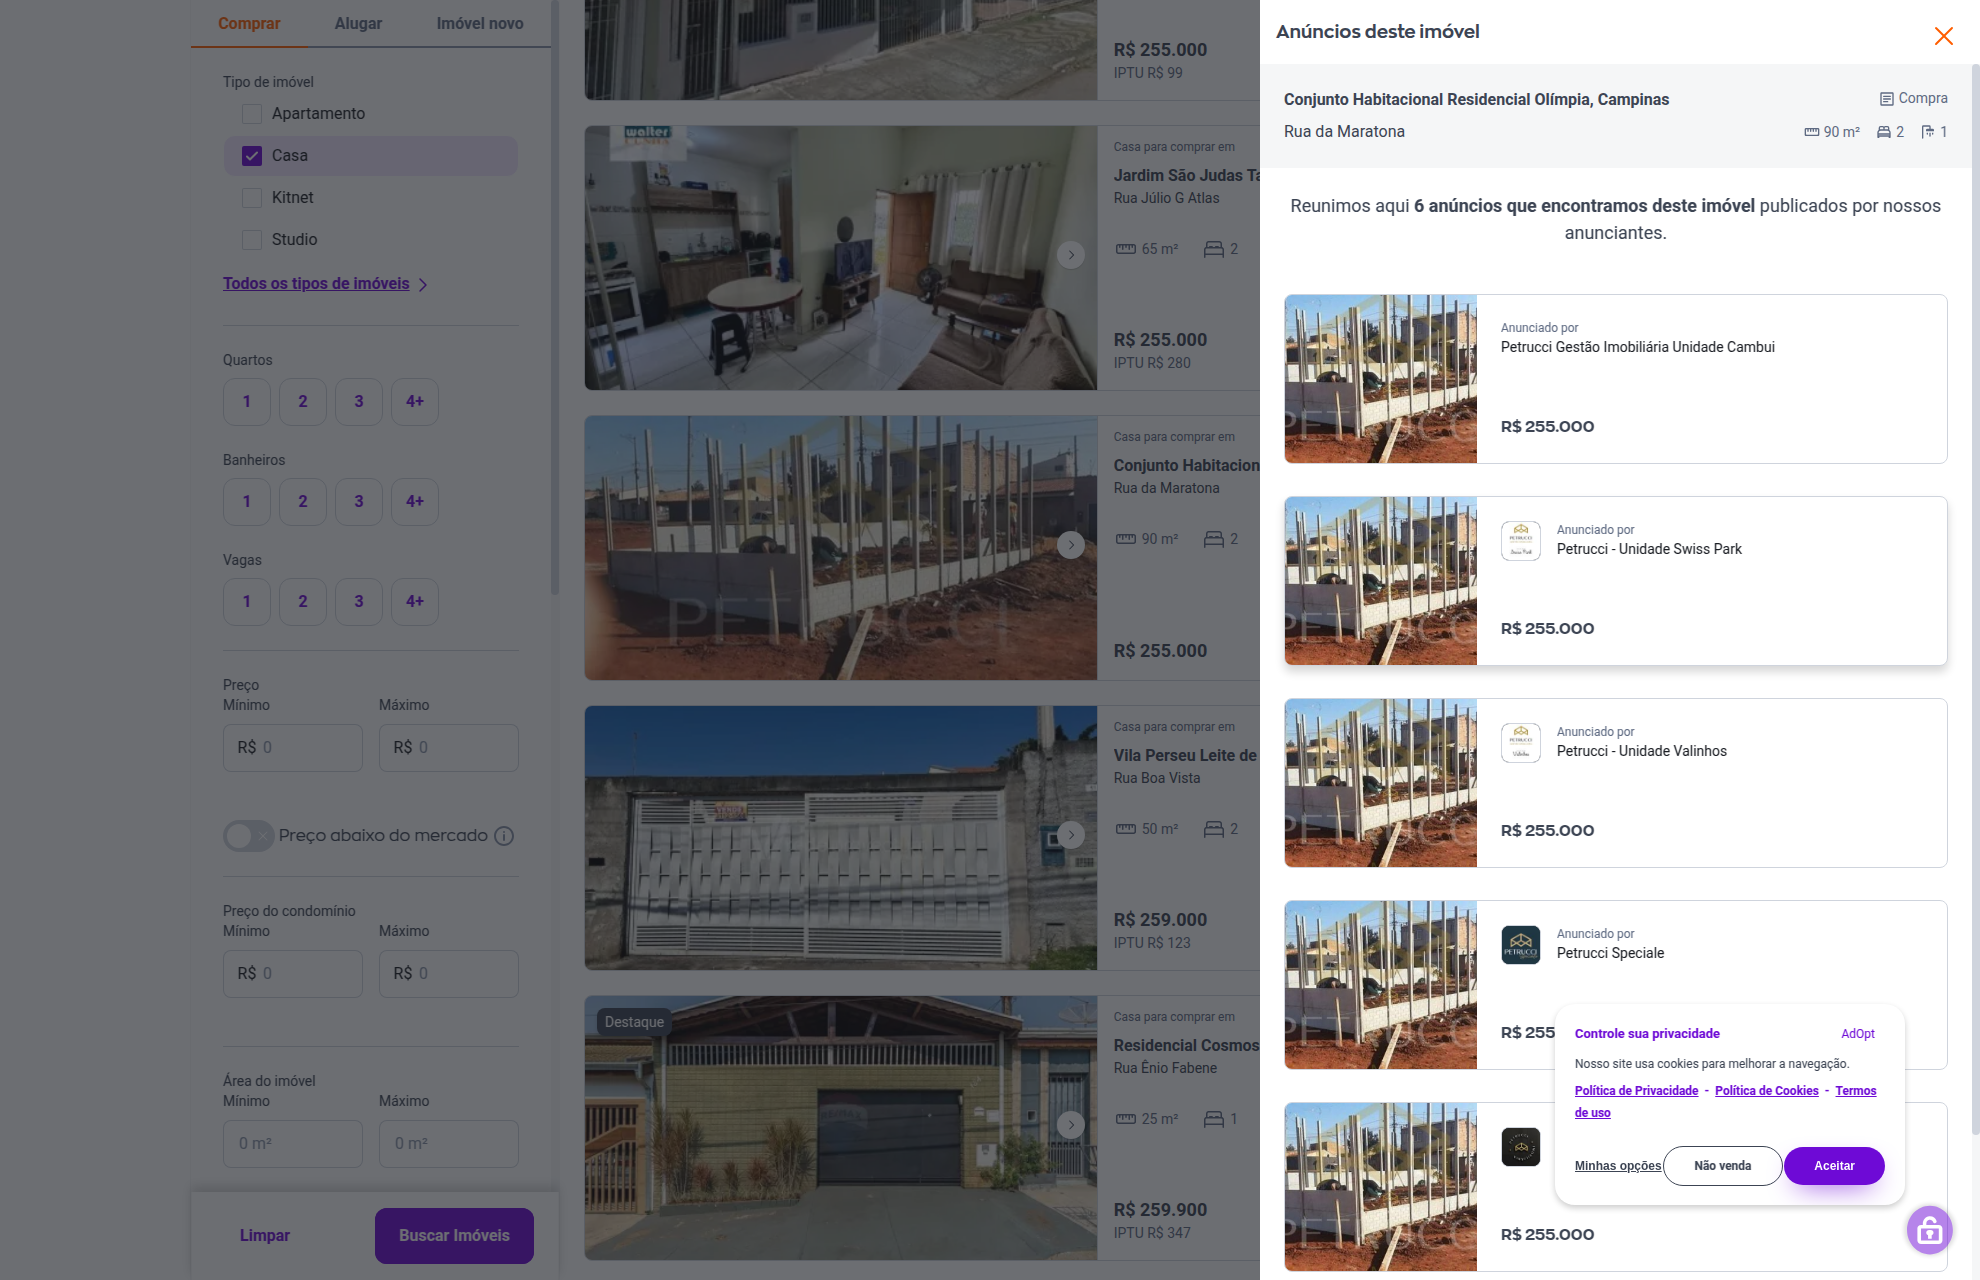 Comprar
Alugar
Imóvel novo
Tipo de imóvel
Apartamento
Casa
Kitnet
Studio
Todos os tipos de imóveis
Quartos
1
2
3
4+
Banheiros
1
2
3
4+
Vagas
1
2
3
4+
Preço
Mínimo
Máximo
R$ 0
R$ 0
Preço abaixo do mercado
Preço do condomínio
Mínimo
Máximo
R$ 0
R$ 0
Área do imóvel
Mínimo
Máximo
0 m²
0 m²
Limpar
Buscar Imóveis
R$ 255.000
IPTU R$ 99
walter
CUNHA
Casa para comprar em
Jardim São Judas Ta
Rua Júlio G Atlas
65 m²
2
R$ 255.000
IPTU R$ 280
PETRUCCI
Casa para comprar em
Conjunto Habitacion
Rua da Maratona
90 m²
2
R$ 255.000
Casa para comprar em
Vila Perseu Leite de
Rua Boa Vista
50 m²
2
R$ 259.000
IPTU R$ 123
Destaque
Casa para comprar em
Residencial Cosmos
Rua Ênio Fabene
25 m²
1
R$ 259.900
IPTU R$ 347
Anúncios deste imóvel
Conjunto Habitacional Residencial Olímpia, Campinas
Compra
Rua da Maratona
90 m²
2
1
Reunimos aqui 6 anúncios que encontramos deste imóvel publicados por nossos
anunciantes.
Anunciado por
Petrucci Gestão Imobiliária Unidade Cambui
R$ 255.000
Anunciado por
Petrucci - Unidade Swiss Park
R$ 255.000
Anunciado por
Petrucci - Unidade Valinhos
R$ 255.000
PETRUCCI
Anunciado por
Petrucci Speciale
R$ 255
Controle sua privacidade
AdOpt
Nosso site usa cookies para melhorar a navegação.
Política de Privacidade - Política de Cookies - Termos
de uso
Minhas opções
Não venda
Aceitar
R$ 255.000